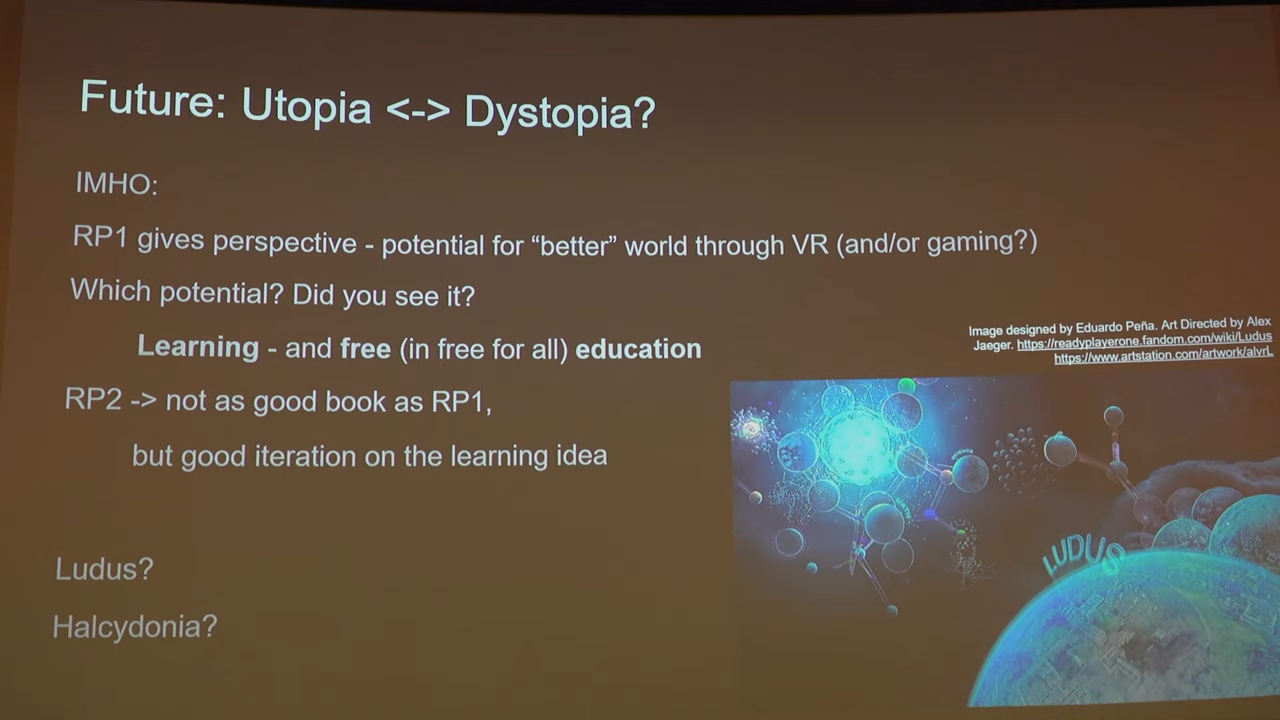 Future: Utopia <-> Dystopia?
IMHO:
RP1 gives perspective - potential for “better” world through VR (and/or gaming?)
Which potential? Did you see it?
Learning - and free (in free for all) education
Image designed by Eduardo Peña. Art Directed by Alex
Jaeger. https://readyplayerone.fandom.com/wiki/Ludus
https://www.artstation.com/artwork/alvrL
RP2 -> not as good book as RP1,
but good iteration on the learning idea
SCIENCE
MATH
LUDUS
Ludus?
Halcydonia?